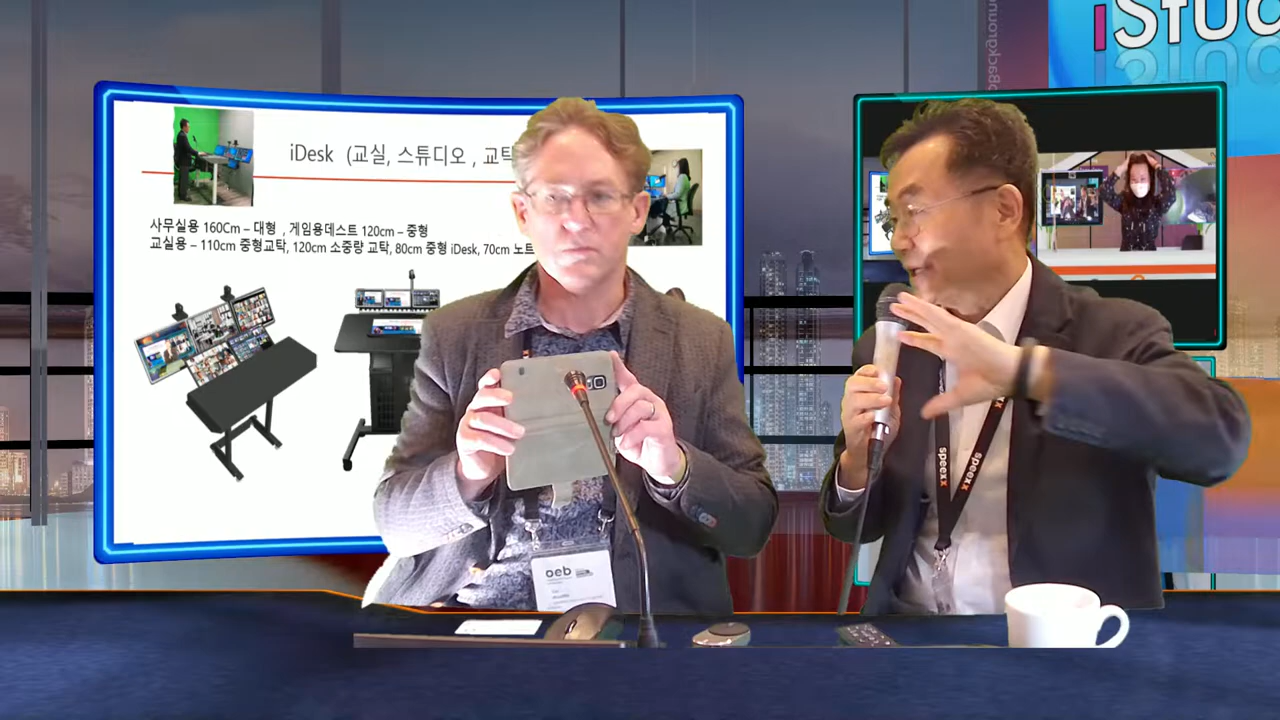 iStud
Background
iDesk (교실, 스튜디오 , 교탁
사무실용 160Cm – 대형 , 게임용데스트 120cm – 중형
교실용 – 110cm 중형교탁, 120cm 소중량 교탁, 80cm 중형 iDesk, 70cm 노트
speexx
speexx
oeb